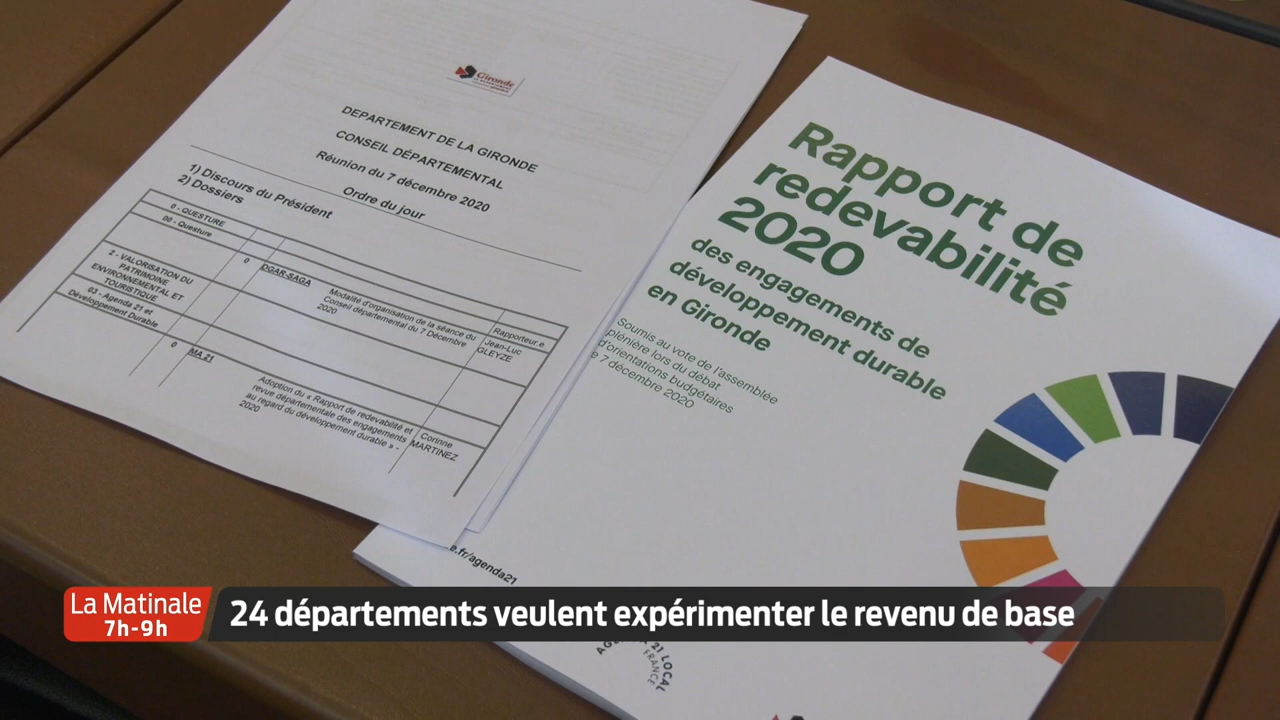 Gironde
DEPARTEMENT DE LA GIRONDE
CONSEIL DÉPARTEMENTAL
Réunion du 7 décembre 2020
Ordre du jour
1) Discours du Président
2) Dossiers
0 - QUESTURE
00 - Questure
0
DGAR-SAGA
Modalité d'organisation de la séance du
Conseil départemental du 7 Décembre
2020
Rapporteur e
Jean-Luc
GLEYZE
2 - VALORISATION DU
PATRIMOINE
ENVIRONNEMENTAL ET
TOURISTIQUE
03 - Agenda 21 et
Développement Durable
0
MA 21
Adoption du « Rapport de redevabilité et
revue départementale des engagements
au regard du développement durable » -
2020
Corinne
MARTINEZ
Rapport de
redevabilité
2020
des engagements de
développement durable
en Gironde
Soumis au vote de l'assemblée
plénière lors du débat
d'orientations budgétaires
e 7 décembre 2020
e.fr/agenda21
21 LOCAL
FRANCE
La Matinale
7h-9h
24 départements veulent expérimenter le revenu de base